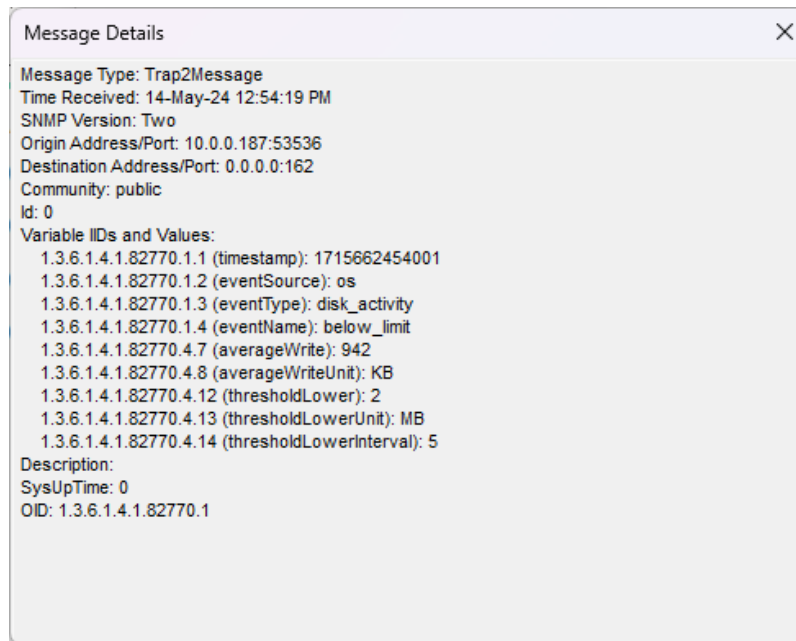 Message Details
Message Type: Trap2Message
Time Received: 14-May-24 12:54:19 PM
SNMP Version: Two
Origin Address/Port: 10.0.0.187:53536
Destination Address/Port: 0.0.0.0:162
Community: public
Id: 0
Variable IIDs and Values:
1.3.6.1.4.1.82770.1.1 (timestamp): 1715662454001
1.3.6.1.4.1.82770.1.2 (eventSource): os
1.3.6.1.4.1.82770.1.3 (eventType): disk_activity
1.3.6.1.4.1.82770.1.4 (eventName): below_limit
1.3.6.1.4.1.82770.4.7 (averageWrite): 942
1.3.6.1.4.1.82770.4.8 (averageWriteUnit): KB
1.3.6.1.4.1.82770.4.12 (thresholdLower): 2
1.3.6.1.4.1.82770.4.13 (thresholdLowerUnit): MB
1.3.6.1.4.1.82770.4.14 (thresholdLowerInterval): 5
Description:
SysUpTime: 0
OID: 1.3.6.1.4.1.82770.1